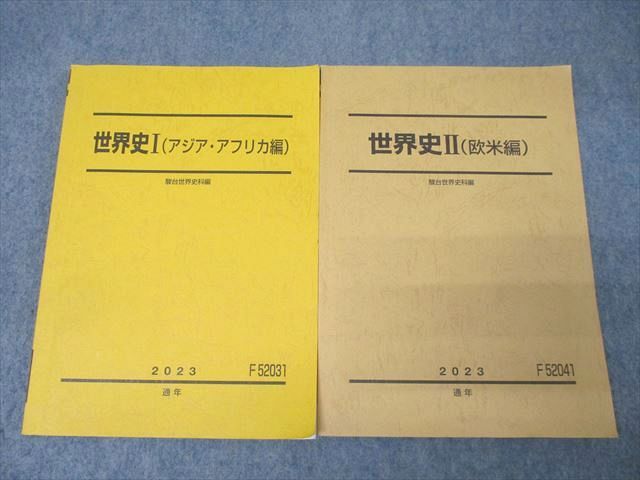 世界史Ⅰ(アジア・アフリカ編)
駿台世界史科編
2023 F52031
通年
世界史Ⅱ(欧米編)
駿台世界史科編
2023 F52041
通年